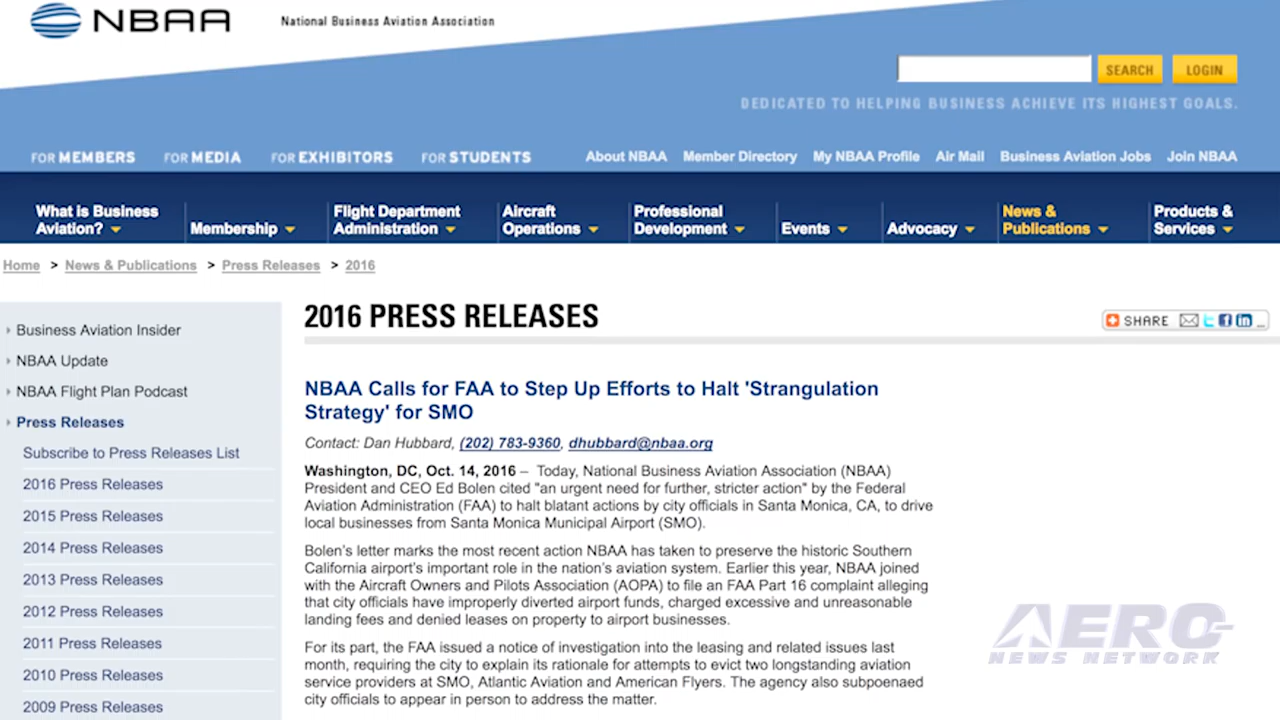 NBAA National Business Aviation Association
SEARCH LOGIN
DEDICATED TO HELPING BUSINESS ACHIEVE ITS HIGHEST GOALS.
FOR MEMBERS FOR MEDIA FOR EXHIBITORS FOR STUDENTS About NBAA Member Directory My NBAA Profile Air Mail Business Aviation Jobs Join NBAA
What is Business Aviation?
Membership
Flight Department Administration
Aircraft Operations
Professional Development
Events
Advocacy
News & Publications
Products & Services
Home > News & Publications > Press Releases > 2016
Business Aviation Insider
NBAA Update
NBAA Flight Plan Podcast
Press Releases
Subscribe to Press Releases List
2016 Press Releases
2015 Press Releases
2014 Press Releases
2013 Press Releases
2012 Press Releases
2011 Press Releases
2010 Press Releases
2009 Press Releases
2016 PRESS RELEASES
SHARE
NBAA Calls for FAA to Step Up Efforts to Halt 'Strangulation
Strategy' for SMO
Contact: Dan Hubbard, (202) 783-9360, dhubbard@nbaa.org
Washington, DC, Oct. 14, 2016 – Today, National Business Aviation Association (NBAA)
President and CEO Ed Bolen cited "an urgent need for further, stricter action" by the Federal
Aviation Administration (FAA) to halt blatant actions by city officials in Santa Monica, CA, to drive
local businesses from Santa Monica Municipal Airport (SMO).
Bolen's letter marks the most recent action NBAA has taken to preserve the historic Southern
California airport's important role in the nation's aviation system. Earlier this year, NBAA joined
with the Aircraft Owners and Pilots Association (AOPA) to file an FAA Part 16 complaint alleging
that city officials have improperly diverted airport funds, charged excessive and unreasonable
landing fees and denied leases on property to airport businesses.
For its part, the FAA issued a notice of investigation into the leasing and related issues last
month, requiring the city to explain its rationale for attempts to evict two longstanding aviation
service providers at SMO, Atlantic Aviation and American Flyers. The agency also subpoenaed
city officials to appear in person to address the matter.
AERO
NEWS NETWORK